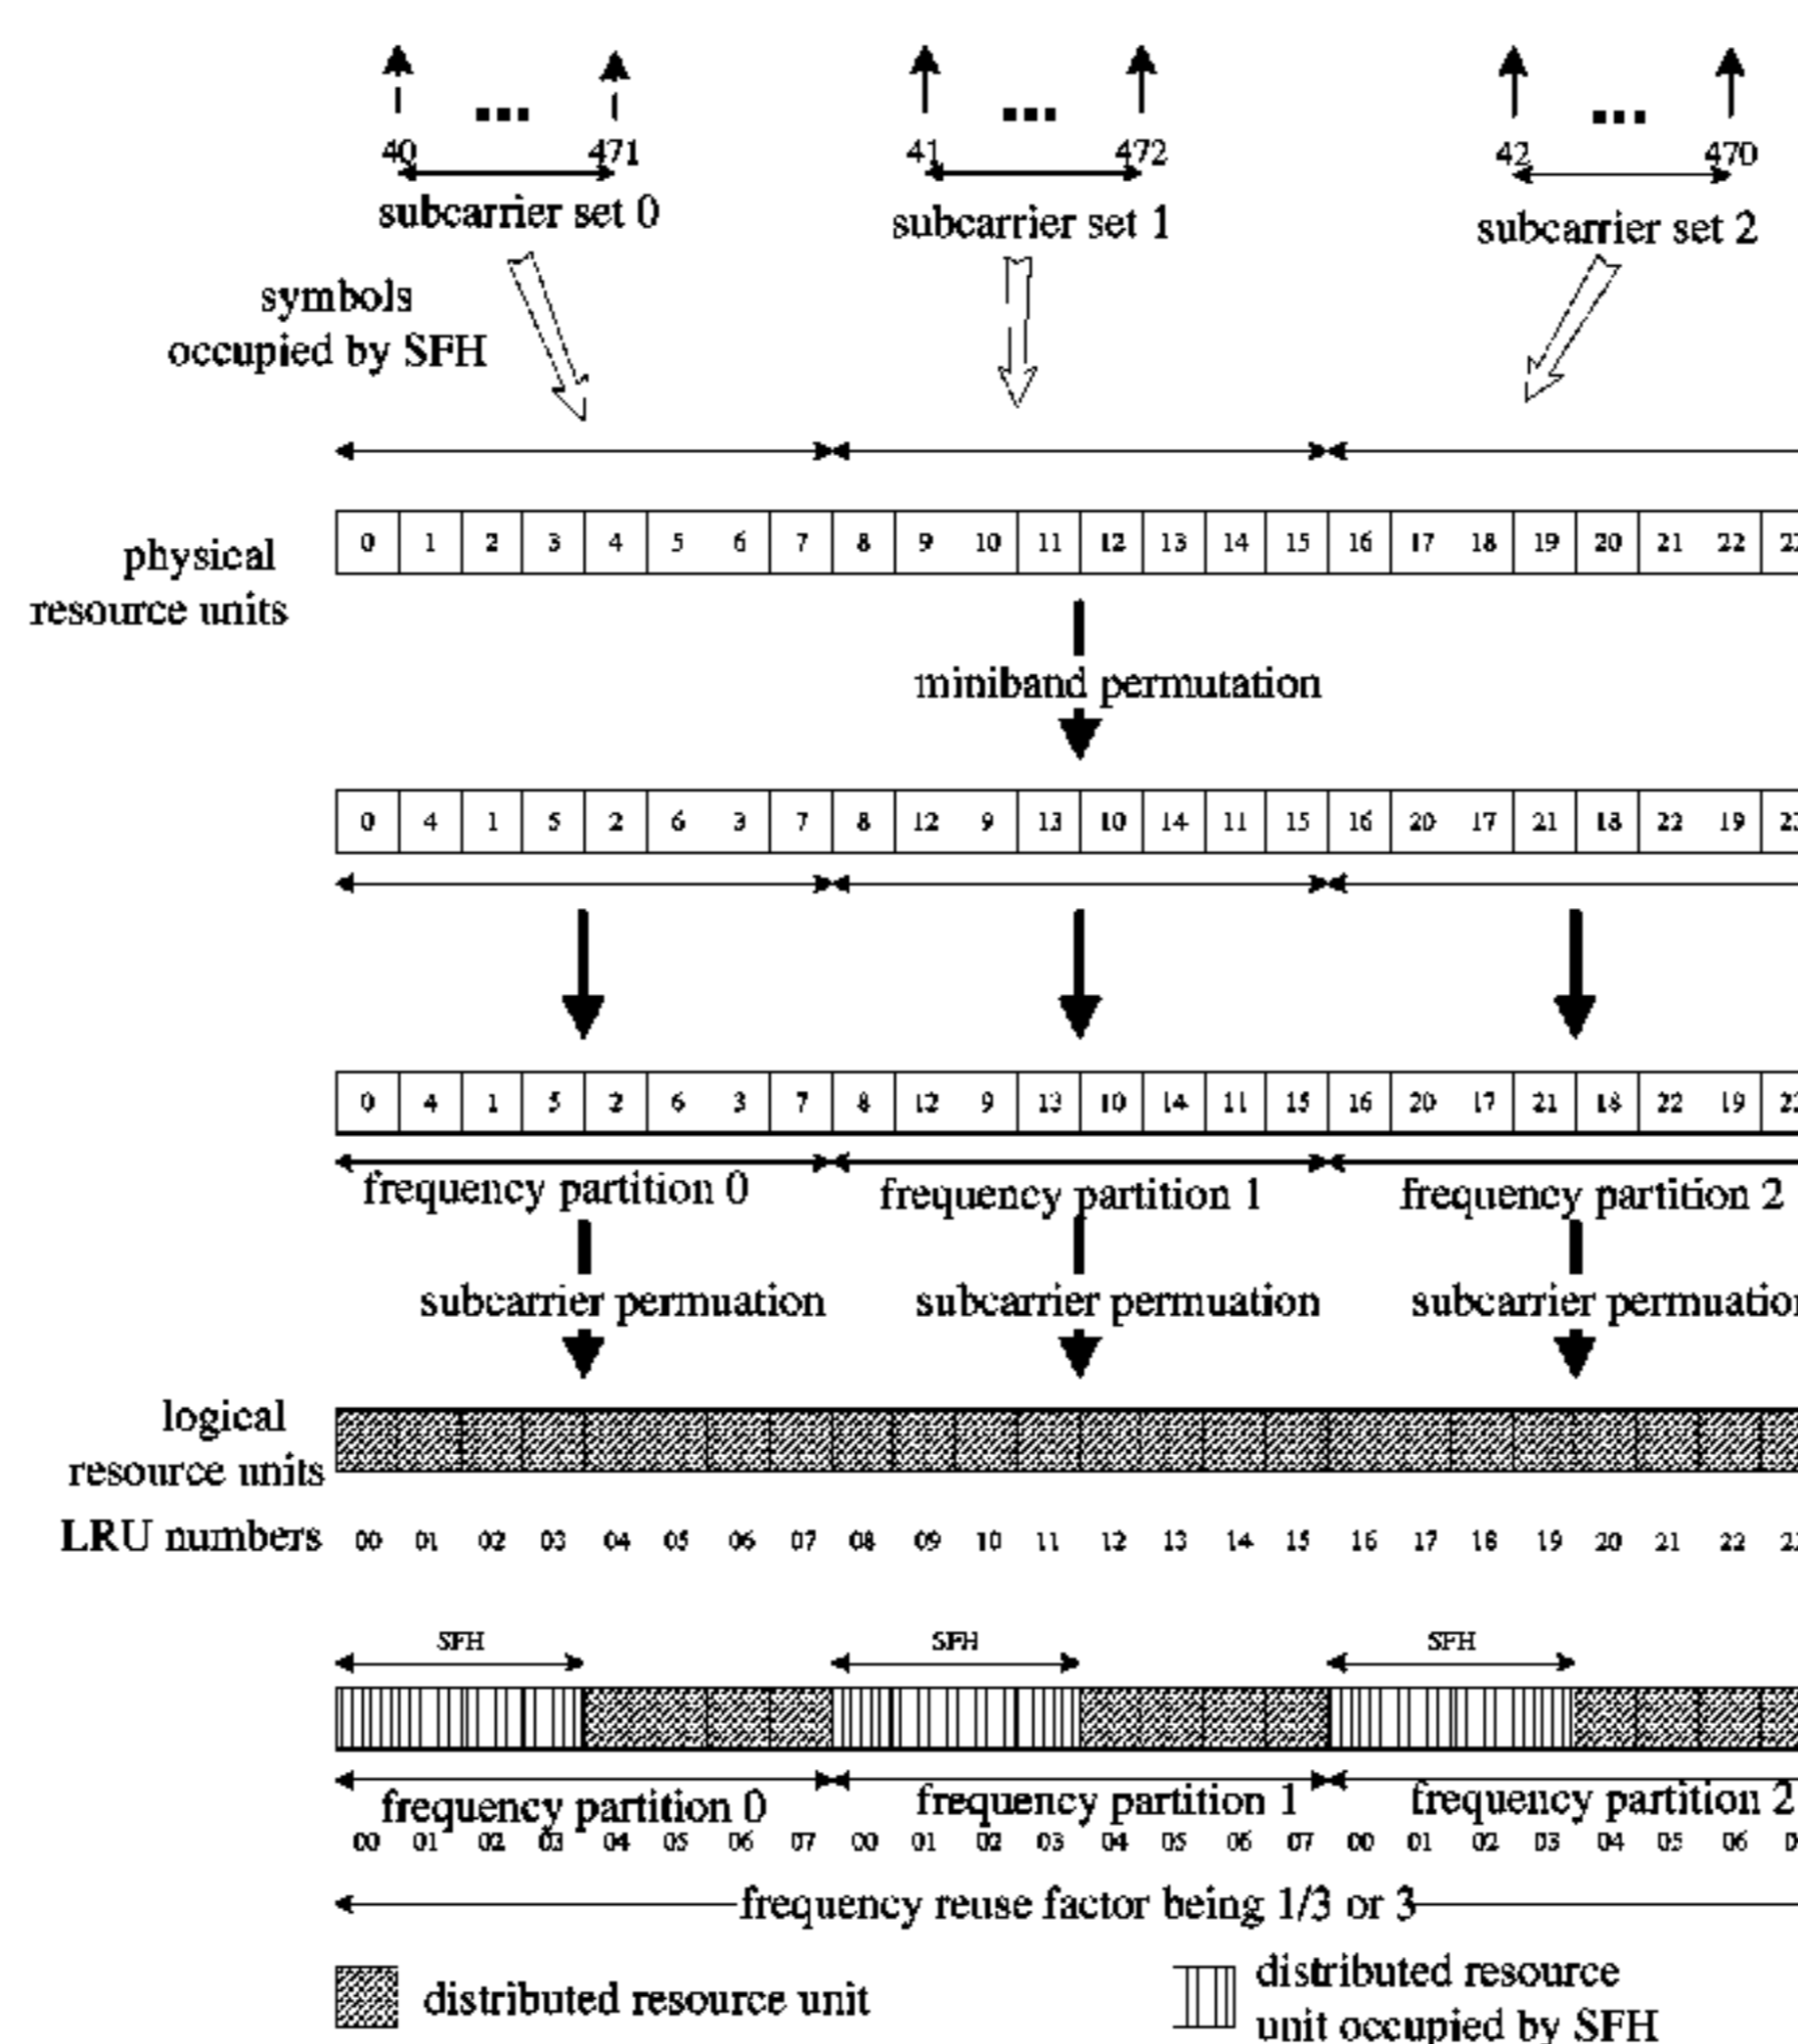 ... ... ...
40 471 41 472 42 470
subcarrier set 0 subcarrier set 1 subcarrier set 2
symbols
occupied by SFH
physical
resource units
0 1 2 3 4 5 6 7 8 9 10 11 12 13 14 15 16 17 18 19 20 21 22
miniband permutation
0 4 1 5 2 6 3 7 8 12 9 13 10 14 11 15 16 20 17 21 18 22 19
0 4 1 5 2 6 3 7 8 12 9 13 10 14 11 15 16 20 17 21 18 22 19
frequency partition 0 frequency partition 1 frequency partition 2
subcarrier permuation subcarrier permuation subcarrier permuation
logical
resource units
LRU numbers 00 01 02 03 04 05 06 07 08 09 10 11 12 13 14 15 16 17 18 19 20 21 22
SFH SFH SFH
frequency partition 0 frequency partition 1 frequency partition 2
00 01 02 03 04 05 06 07 00 01 02 03 04 05 06 07 00 01 02 03 04 05 06
frequency reuse factor being 1/3 or 3
distributed resource unit
distributed resource
unit occupied by SFH